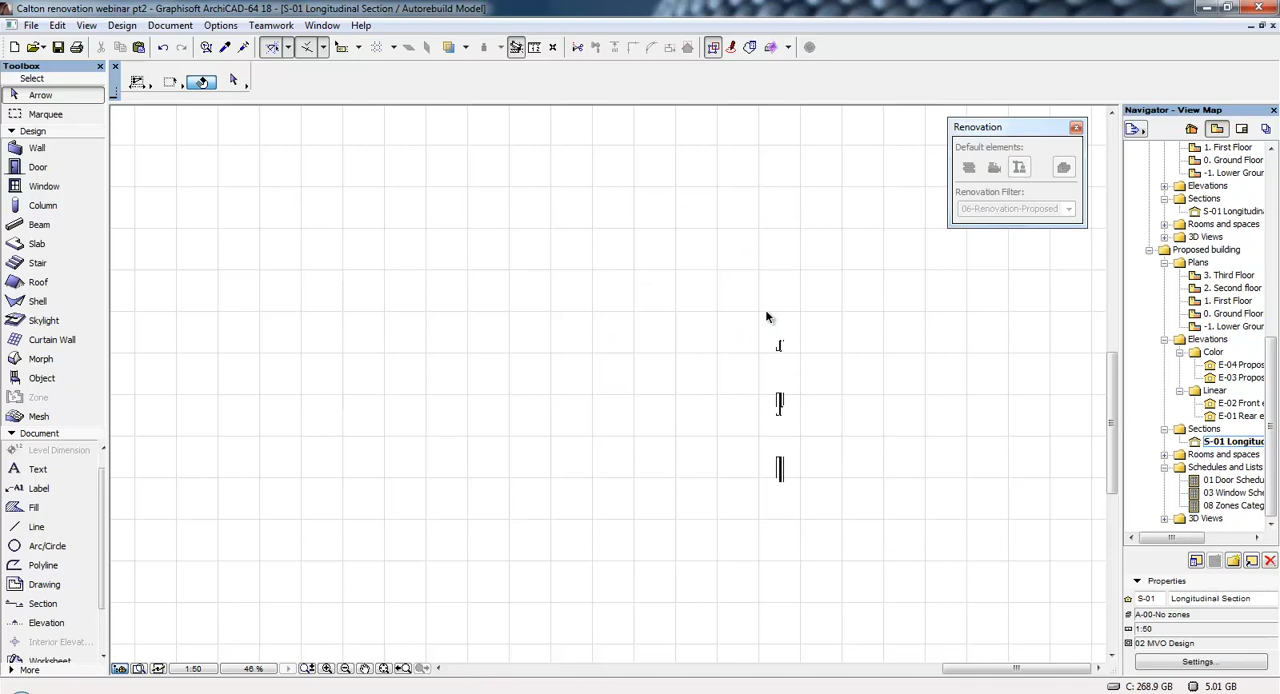 Calton renovation webinar pt2 - Graphisoft ArchiCAD-64 18 - [S-01 Longitudinal Section / Autorebuild Model]
File Edit View Design Document Options Teamwork Window Help
Toolbox
Select
Arrow
Marquee
Design
Wall
Door
Window
Column
Beam
Slab
Stair
Roof
Shell
Skylight
Curtain Wall
Morph
Object
Zone
Mesh
Document
Level Dimension
Text
A1 Label
Fill
Line
Arc/Circle
Polyline
Drawing
Section
Elevation
Interior Elevat...
Worksheet
More
Renovation
Default elements:
Renovation Filter:
06-Renovation-Proposed
1:50
46 %
Navigator - View Map
1. First Floor
0. Ground Floor
-1. Lower Groun
Elevations
Sections
S-01 Longitudin
Rooms and spaces
3D Views
Proposed building
Plans
3. Third Floor
2. Second floor
1. First Floor
0. Ground Floor
-1. Lower Groun
Elevations
Color
E-04 Propo
E-03 Propos
Linear
E-02 Front e
E-01 Rear e
Sections
S-01 Longituc
Rooms and spaces
Schedules and Lists
01 Door Schedu
03 Window Sche
08 Zones Categ
3D Views
Properties
S-01 Longitudinal Section
A-00-No zones
1:50
02 MVO Design
Settings...
C: 268.9 GB 5.01 GB